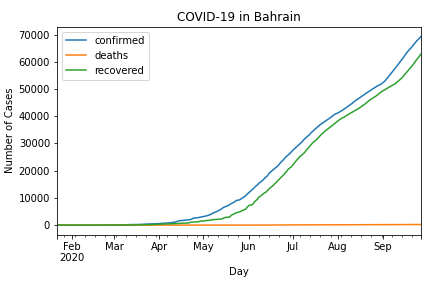 COVID-19 in Bahrain
70000
60000
50000
40000
30000
20000
10000
0
Number of Cases
confirmed
deaths
recovered
Feb Mar Apr May Jun Jul Aug Sep
2020
Day